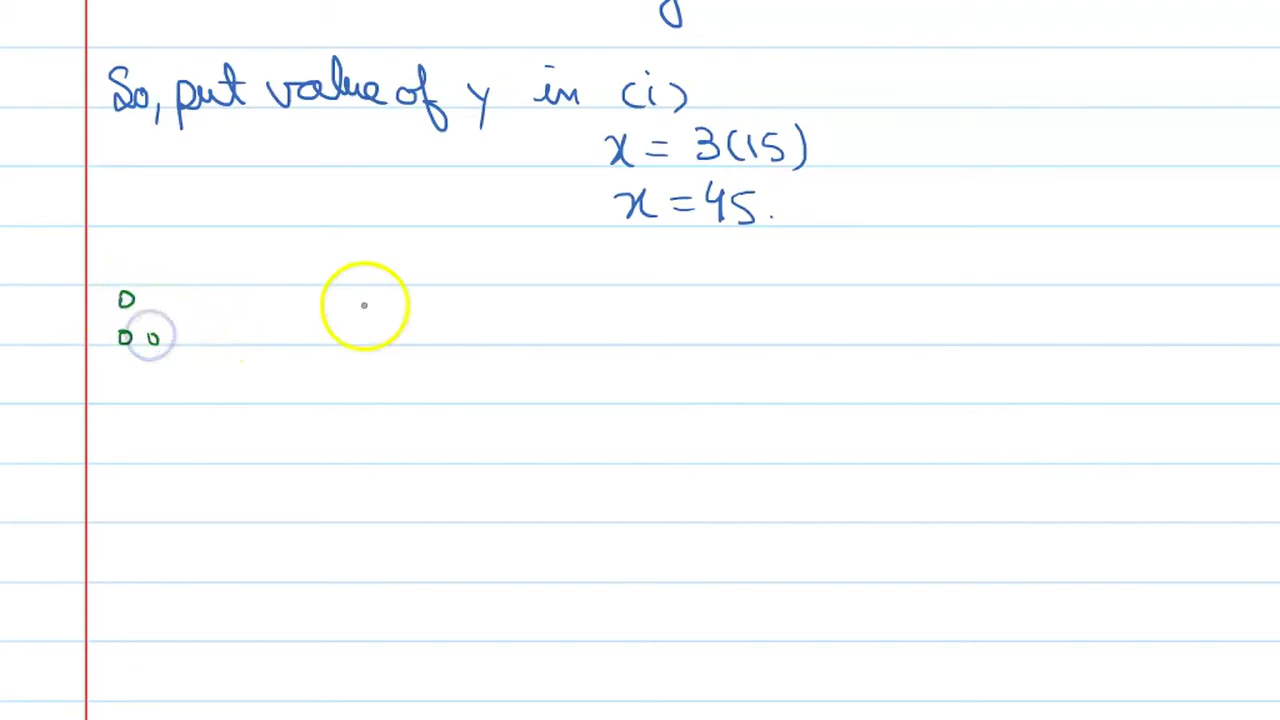 So, put value of y in (i)
x = 3(15)
x = 45.